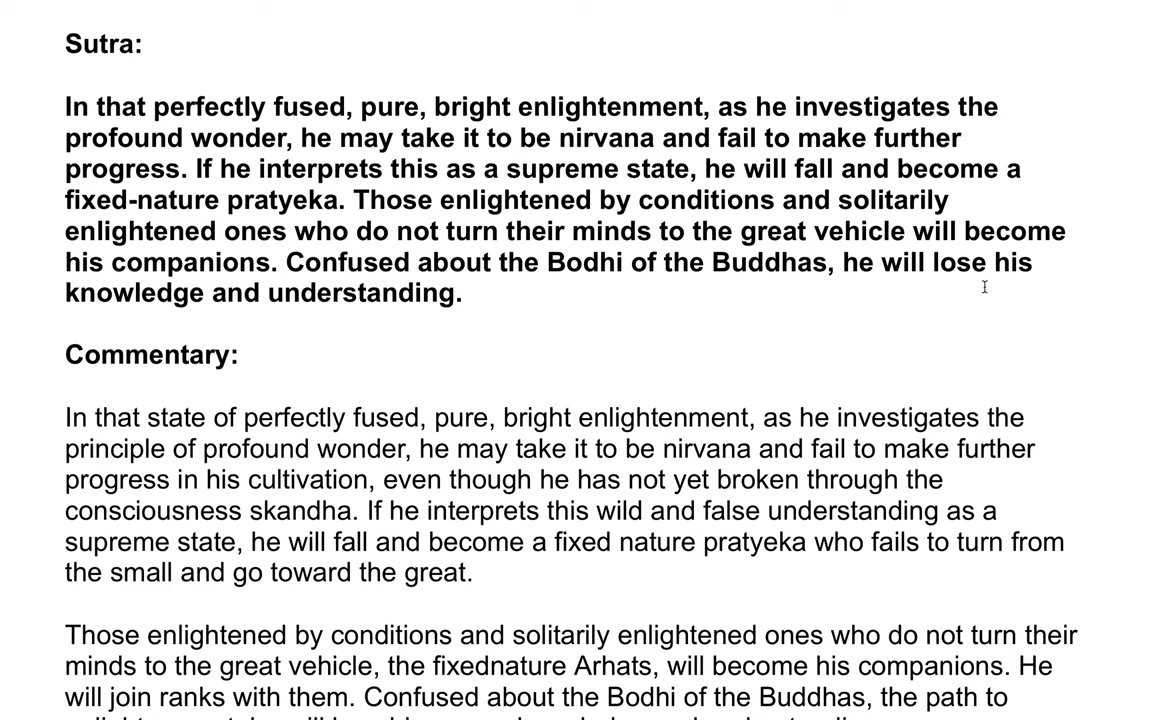 Sutra:
In that perfectly fused, pure, bright enlightenment, as he investigates the
profound wonder, he may take it to be nirvana and fail to make further
progress. If he interprets this as a supreme state, he will fall and become a
fixed-nature pratyeka. Those enlightened by conditions and solitarily
enlightened ones who do not turn their minds to the great vehicle will become
his companions. Confused about the Bodhi of the Buddhas, he will lose his
knowledge and understanding.
Commentary:
In that state of perfectly fused, pure, bright enlightenment, as he investigates the
principle of profound wonder, he may take it to be nirvana and fail to make further
progress in his cultivation, even though he has not yet broken through the
consciousness skandha. If he interprets this wild and false understanding as a
supreme state, he will fall and become a fixed nature pratyeka who fails to turn from
the small and go toward the great.
Those enlightened by conditions and solitarily enlightened ones who do not turn their
minds to the great vehicle, the fixednature Arhats, will become his companions. He
will join ranks with them. Confused about the Bodhi of the Buddhas, the path to